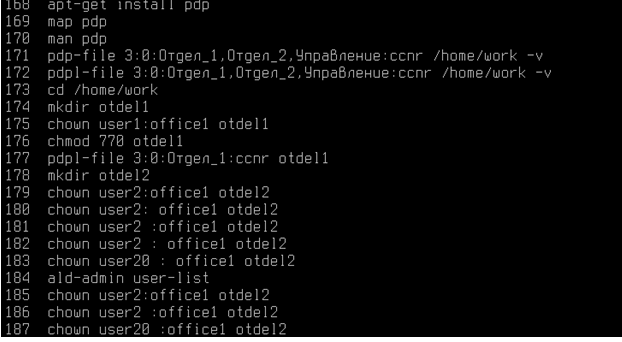 168 apt-get install pdp
169 map pdp
170 man pdp
171 pdp-file 3:0:Отдел_1,Отдел_2,Управление:ccnr /home/work -v
172 pdpl-file 3:0:Отдел_1,Отдел_2,Управление:ccnr /home/work -v
173 cd /home/work
174 mkdir otdel1
175 chown user1:office1 otdel1
176 chmod 770 otdel1
177 pdpl-file 3:0:Отдел_1:ccnr otdel1
178 mkdir otdel2
179 chown user2:office1 otdel2
180 chown user2: office1 otdel2
181 chown user2 :office1 otdel2
182 chown user2 : office1 otdel2
183 chown user20 : office1 otdel2
184 ald-admin user-list
185 chown user2:office1 otdel2
186 chown user2 :office1 otdel2
187 chown user20 :office1 otdel2